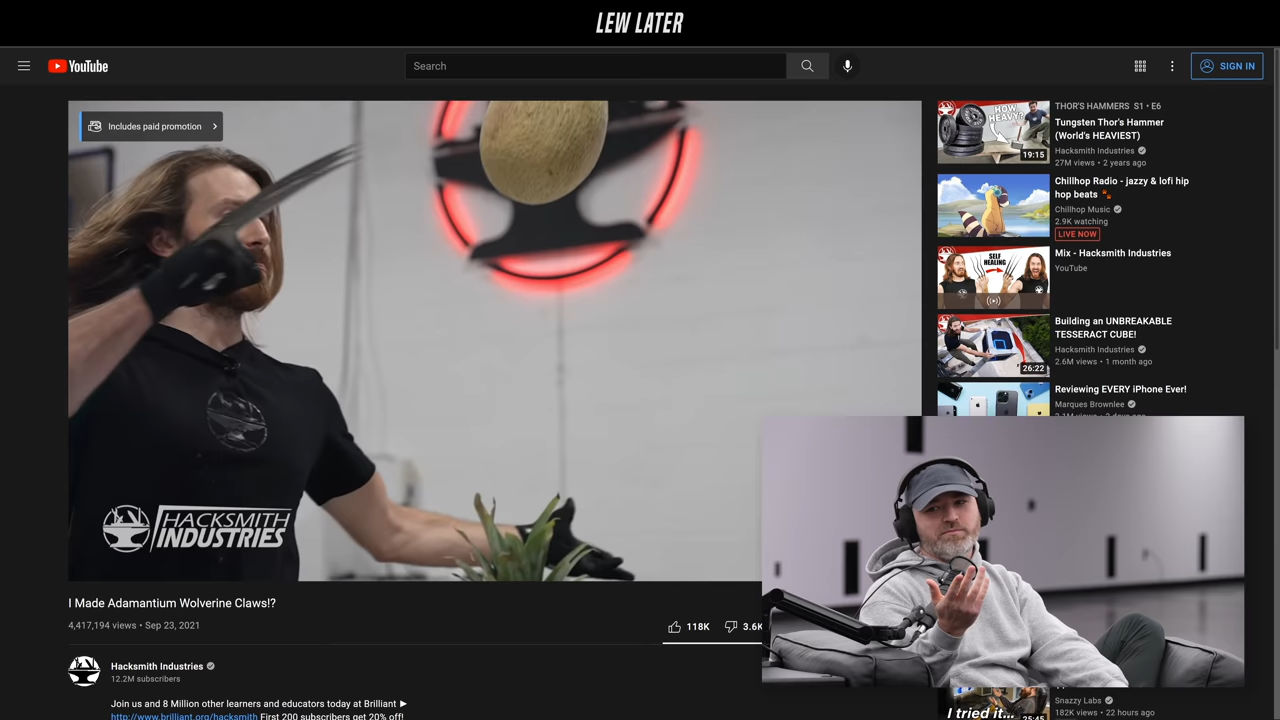 LEW LATER
YouTube
Search
SIGN IN
Includes paid promotion
HACKSMITH
INDUSTRIES
I Made Adamantium Wolverine Claws!?
4,417,194 views • Sep 23, 2021
118K
3.6K
Hacksmith Industries
12.2M subscribers
Join us and 8 Million other learners and educators today at Brilliant ▶
http://www.brilliant.org/hacksmith First 200 subscribers get 20% off!
HOW HEAVY?
19:15
THOR'S HAMMERS S1 • E6
Tungsten Thor's Hammer
(World's HEAVIEST)
Hacksmith Industries
27M views • 2 years ago
Chillhop Radio - jazzy & lofi hip
hop beats
Chillhop Music
2.9K watching
LIVE NOW
SELF
HEALING
Mix - Hacksmith Industries
YouTube
26:22
Building an UNBREAKABLE
TESSERACT CUBE!
Hacksmith Industries
2.6M views • 1 month ago
Reviewing EVERY iPhone Ever!
Marques Brownlee
I tried it...
25:45
Snazzy Labs
182K views • 22 hours ago